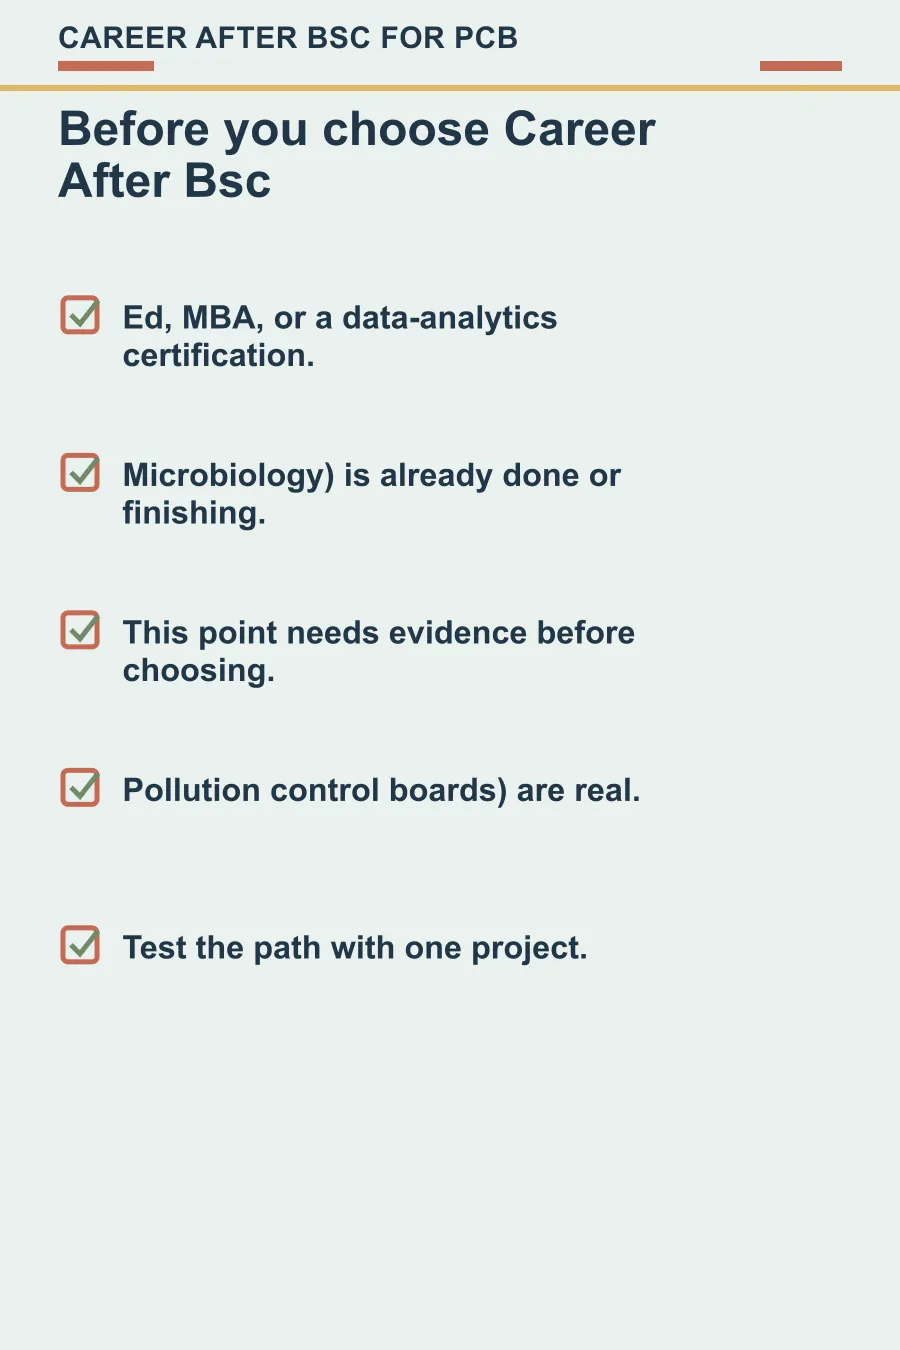 CAREER AFTER BSC FOR PCB
Before you choose Career
After Bsc
Ed, MBA, or a data-analytics
certification.
Microbiology) is already done or
finishing.
This point needs evidence before
choosing.
Pollution control boards) are real.
Test the path with one project.